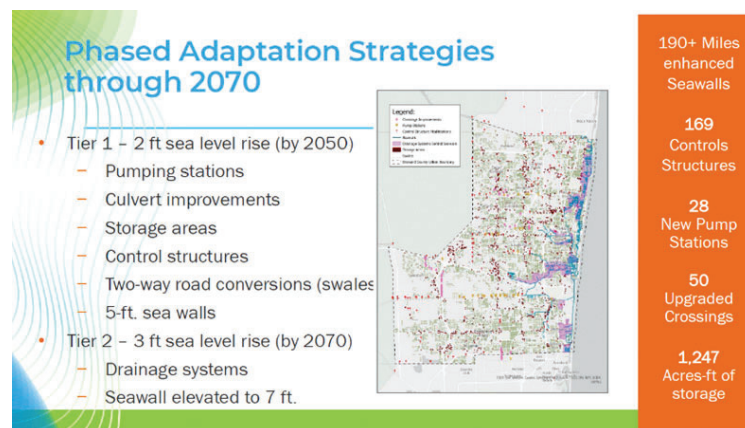 Phased Adaptation Strategies
through 2070
• Tier 1 – 2 ft sea level rise (by 2050)
– Pumping stations
– Culvert improvements
– Storage areas
– Control structures
– Two-way road conversions (swales
– 5-ft. sea walls
• Tier 2 – 3 ft sea level rise (by 2070)
– Drainage systems
– Seawall elevated to 7 ft.
Legend:
190+ Miles
enhanced
Seawalls
169
Controls
Structures
28
New Pump
Stations
50
Upgraded
Crossings
1,247
Acres-ft of
storage